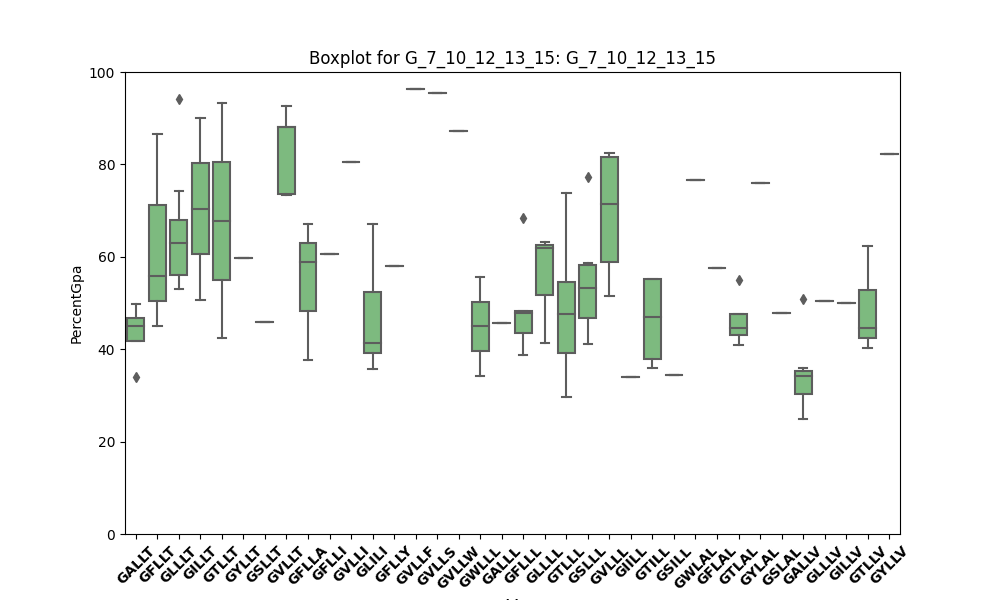 Boxplot for G_7_10_12_13_15: G_7_10_12_13_15
PercentGpa
100
80
60
40
20
0
GALLT GFLLT GLLLT GILLT GTLLT GYLLT GSLLT GVLLT GFLLA GFLLI GVLLI GLILI GFLLY GVLLF GVLLS GVLLW GWLLL GALLL GFLLL GLLLL GTLLL GSLLL GVLLL GIILL GTILL GSILL GWLAL GFLAL GTLAL GYLAL GSLAL GALLV GLLLV GILLV GTLLV GYLLV